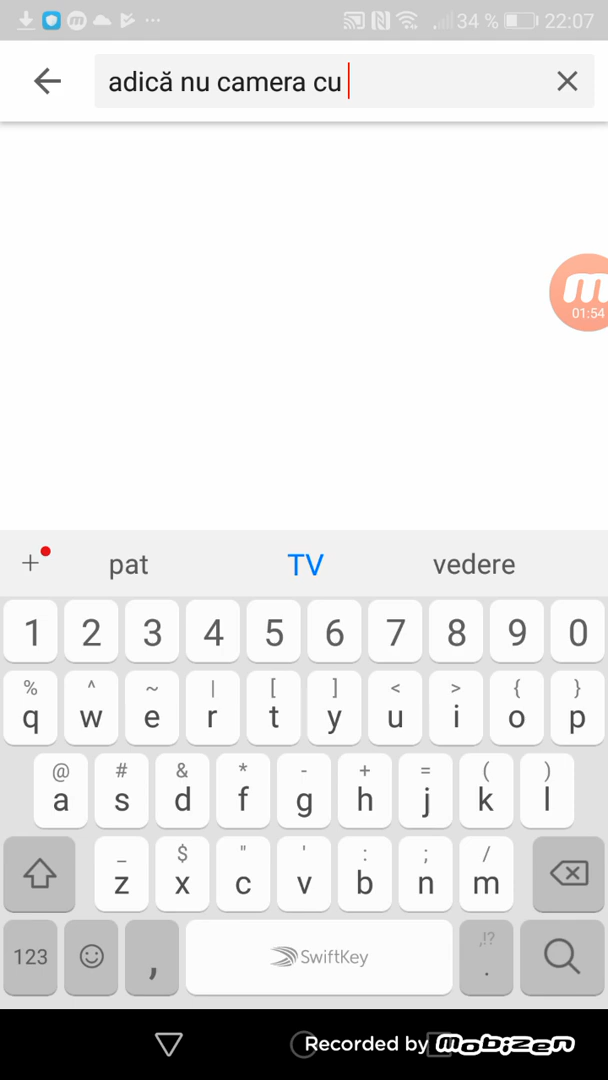 34 % 22:07
adică nu camera cu
01:54
+ pat TV vedere
1 2 3 4 5 6 7 8 9 0
% ^ ~ | [ ] < > { }
q w e r t y u i o p
@ # & * - + = ( )
a s d f g h j k l
_ $ " ' : ; /
z x c v b n m
,!?
123 , SwiftKey .
Recorded by mobizen